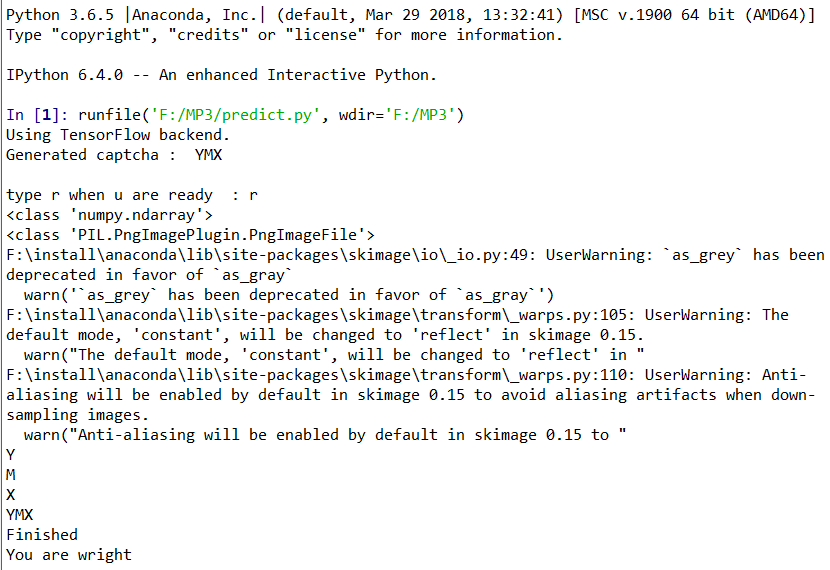 Python 3.6.5 |Anaconda, Inc.| (default, Mar 29 2018, 13:32:41) [MSC v.1900 64 bit (AMD64)]
Type "copyright", "credits" or "license" for more information.
IPython 6.4.0 -- An enhanced Interactive Python.
In [1]: runfile('F:/MP3/predict.py', wdir='F:/MP3')
Using TensorFlow backend.
Generated captcha :  YMX
type r when u are ready  : r
<class 'numpy.ndarray'>
<class 'PIL.PngImagePlugin.PngImageFile'>
F:\install\anaconda\lib\site-packages\skimage\io\_io.py:49: UserWarning: `as_grey` has been
deprecated in favor of `as_gray`
  warn('`as_grey` has been deprecated in favor of `as_gray`')
F:\install\anaconda\lib\site-packages\skimage\transform\_warps.py:105: UserWarning: The
default mode, 'constant', will be changed to 'reflect' in skimage 0.15.
  warn("The default mode, 'constant', will be changed to 'reflect' in "
F:\install\anaconda\lib\site-packages\skimage\transform\_warps.py:110: UserWarning: Anti-
aliasing will be enabled by default in skimage 0.15 to avoid aliasing artifacts when down-
sampling images.
  warn("Anti-aliasing will be enabled by default in skimage 0.15 to "
Y
M
X
YMX
Finished
You are wright